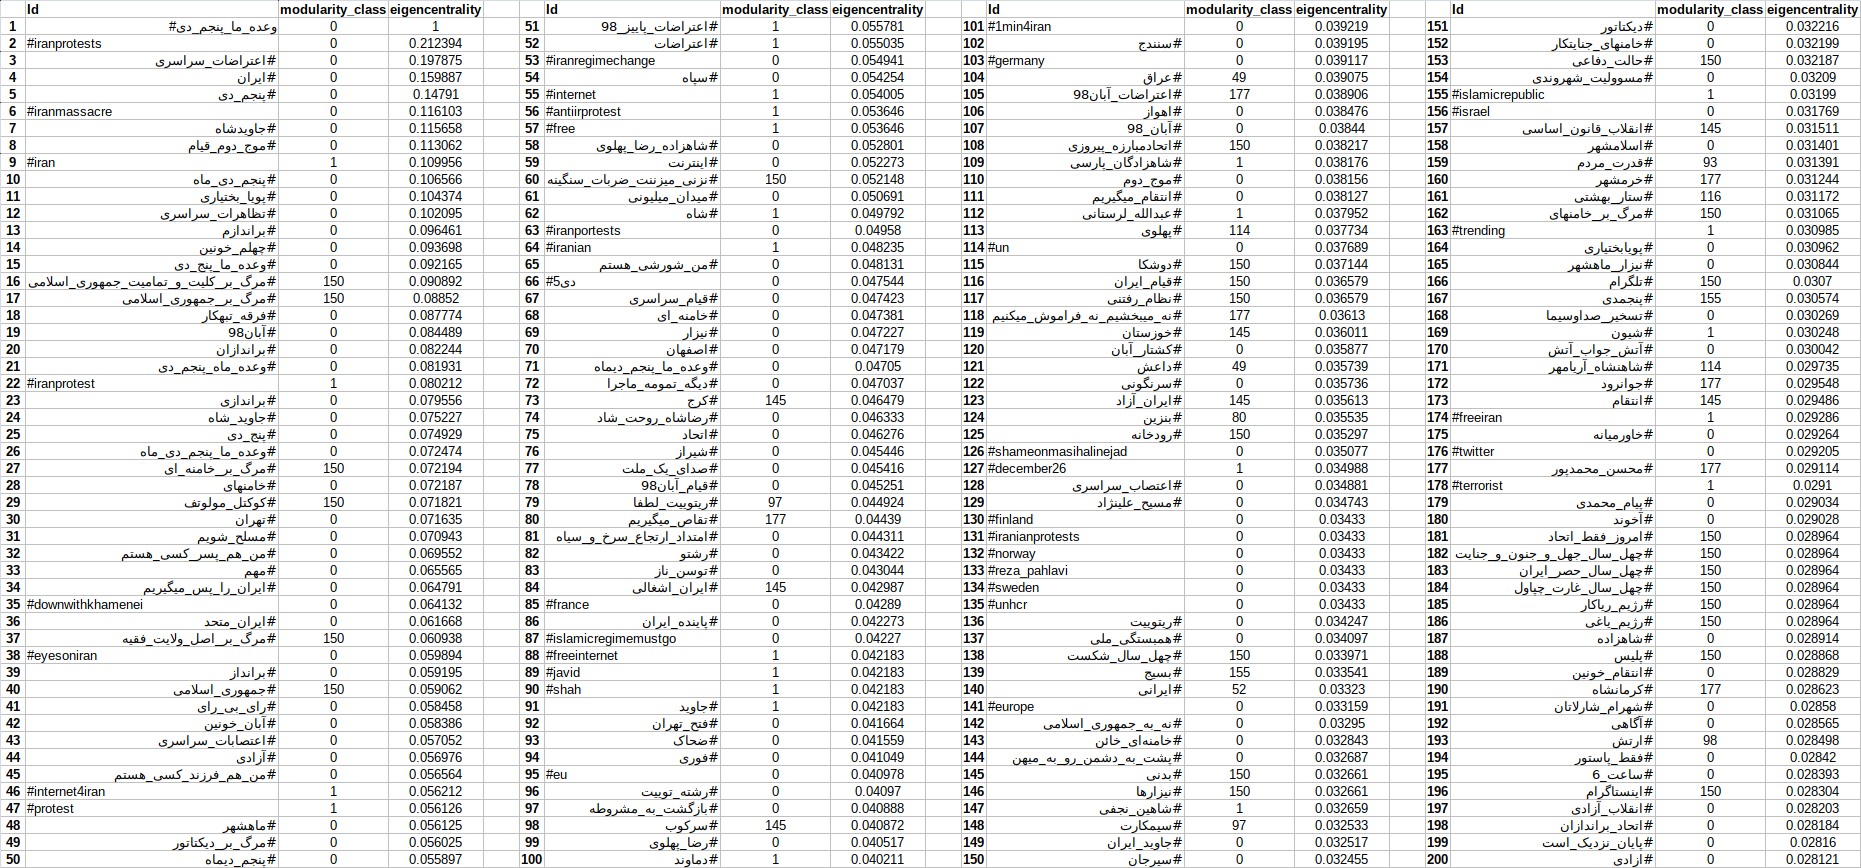 Id modularity_class eigencentrality
1 #وعده_ما_پنجم_دی 0 1
2 #iranprotests 0 0.212394
3 #اعتراضات_سراسری 0 0.197875
4 #ایران 0 0.159887
5 #پنجم_دی 0 0.14791
6 #iranmassacre 0 0.116103
7 #جاویدشاه 0 0.115658
8 #موج_دوم_قیام 0 0.113062
9 #iran 1 0.109956
10 #پنجم_دی_ماه 0 0.106566
11 #پویا_بختیاری 0 0.104374
12 #تظاهرات_سراسری 0 0.102095
13 #براندازم 0 0.096461
14 #چهلم_خونین 0 0.093698
15 #وعده_ما_پنج_دی 0 0.092165
16 #مرگ_بر_کلیت_و_تمامیت_جمهوری_اسلامی 150 0.090892
17 #مرگ_بر_جمهوری_اسلامی 150 0.08852
18 #فرقه_تبهکار 0 0.087774
19 #آبان98 0 0.084489
20 #براندازان 0 0.082244
21 #وعده_ماه_پنجم_دی 0 0.081931
22 #iranprotest 1 0.080212
23 #براندازی 0 0.079556
24 #جاوید_شاه 0 0.075227
25 #پنج_دی 0 0.074929
26 #وعده_ما_پنجم_دی_ماه 0 0.072474
27 #مرگ_بر_خامنه_ای 150 0.072194
28 #خامنهای 0 0.072187
29 #کوکتل_مولوتف 150 0.071821
30 #تهران 0 0.071635
31 #مسلح_شویم 0 0.070943
32 #من_هم_پسر_کسی_هستم 0 0.069552
33 #مهم 0 0.065565
34 #ایران_را_پس_میگیریم 0 0.064791
35 #downwithkhamenei 0 0.064132
36 #ایران_متحد 0 0.061668
37 #مرگ_بر_اصل_ولایت_فقیه 150 0.060938
38 #eyesoniran 0 0.059894
39 #برانداز 0 0.059195
40 #جمهوری_اسلامی 150 0.059062
41 #رای_بی_رای 0 0.058458
42 #آبان_خونین 0 0.058386
43 #اعتصابات_سراسری 0 0.057052
44 #آزادی 0 0.056976
45 #من_هم_فرزند_کسی_هستم 0 0.056564
46 #internet4iran 1 0.056212
47 #protest 1 0.056126
48 #ماهشهر 0 0.056125
49 #مرگ_بر_دیکتاتور 0 0.056025
50 #پنجم_دیماه 0 0.055897
Id modularity_class eigencentrality
51 #اعتراضات_پاییز_98 1 0.055781
52 #اعتراضات 1 0.055035
53 #iranregimechange 0 0.054941
54 #سپاه 0 0.054254
55 #internet 1 0.054005
56 #antiirprotest 1 0.053646
57 #free 1 0.053646
58 #شاهزاده_رضا_پهلوی 0 0.052801
59 #اینترنت 0 0.052273
60 #نزنی_میزننت_ضربات_سنگینه 150 0.052148
61 #میدان_میلیونی 0 0.050691
62 #شاه 1 0.049792
63 #iranportests 0 0.04958
64 #iranian 1 0.048235
65 #من_شورشی_هستم 0 0.048131
66 #5دی 0 0.047544
67 #قیام_سراسری 0 0.047423
68 #خامنه_ای 0 0.047381
69 #نیزار 0 0.047227
70 #اصفهان 0 0.047179
71 #وعده_ما_پنجم_دیماه 0 0.04705
72 #دیگه_تمومه_ماجرا 0 0.047037
73 #کرج 145 0.046479
74 #رضاشاه_روحت_شاد 0 0.046333
75 #اتحاد 0 0.046276
76 #شیراز 0 0.045446
77 #صدای_یک_ملت 0 0.045416
78 #قیام_آبان98 0 0.045251
79 #ریتوییت_لطفا 97 0.044924
80 #تقاص_میگیریم 177 0.04439
81 #امتداد_ارتجاع_سرخ_و_سیاه 0 0.044311
82 #رشتو 0 0.043422
83 #توسن_ناز 0 0.043044
84 #ایران_اشغالی 145 0.042987
85 #france 0 0.04289
86 #پاینده_ایران 0 0.042273
87 #islamicregimemustgo 0 0.04227
88 #freeinternet 1 0.042183
89 #javid 1 0.042183
90 #shah 1 0.042183
91 #جاوید 1 0.042183
92 #فتح_تهران 0 0.041664
93 #ضحاک 0 0.041559
94 #فوری 0 0.041049
95 #eu 0 0.040978
96 #رشته_توییت 0 0.04097
97 #بازگشت_به_مشروطه 0 0.040888
98 #سرکوب 145 0.040872
99 #رضا_پهلوی 0 0.040517
100 #دماوند 1 0.040211
Id modularity_class eigencentrality
101 #1min4iran 0 0.039219
102 #سنندج 0 0.039195
103 #germany 0 0.039117
104 #عراق 49 0.039075
105 #اعتراضات_آبان98 177 0.038906
106 #اهواز 0 0.038476
107 #آبان_98 0 0.03844
108 #اتحادمبارزه_پیروزی 150 0.038217
109 #شاهزادگان_پارسی 1 0.038176
110 #موج_دوم 0 0.038156
111 #انتقام_میگیریم 0 0.038127
112 #عبدالله_لرستانی 1 0.037952
113 #پهلوی 114 0.037734
114 #un 0 0.037689
115 #دوشکا 150 0.037144
116 #قیام_ایران 150 0.036579
117 #نظام_رفتنی 150 0.036579
118 #نه_میبخشیم_نه_فراموش_میکنیم 177 0.03613
119 #خوزستان 145 0.036011
120 #کشتار_آبان 0 0.035877
121 #داعش 49 0.035739
122 #سرنگونی 0 0.035736
123 #ایران_آزاد 145 0.035613
124 #بنزین 80 0.035535
125 #رودخانه 150 0.035297
126 #shameonmasihalinejad 0 0.035077
127 #december26 1 0.034988
128 #اعتصاب_سراسری 0 0.034881
129 #مسیح_علینژاد 0 0.034743
130 #finland 0 0.03433
131 #iranianprotests 0 0.03433
132 #norway 0 0.03433
133 #reza_pahlavi 0 0.03433
134 #sweden 0 0.03433
135 #unhcr 0 0.03433
136 #ریتوییت 0 0.034247
137 #همبستگی_ملی 0 0.034097
138 #چهل_سال_شکست 150 0.033971
139 #بسیج 155 0.033541
140 #ایرانی 52 0.03323
141 #europe 0 0.033159
142 #نه_به_جمهوری_اسلامی 0 0.03295
143 #خامنه‌ای_خائن 0 0.032843
144 #پشت_به_دشمن_رو_به_میهن 0 0.032687
145 #بدنی 150 0.032661
146 #نیزارها 150 0.032661
147 #شاهین_نجفی 1 0.032659
148 #سیمکارت 97 0.032533
149 #جاوید_ایران 0 0.032517
150 #سیرجان 0 0.032455
Id modularity_class eigencentrality
151 #دیکتاتور 0 0.032216
152 #خامنهای_جنایتکار 0 0.032199
153 #حالت_دفاعی 150 0.032187
154 #مسوولیت_شهروندی 0 0.03209
155 #islamicrepublic 1 0.03199
156 #israel 0 0.031769
157 #انقلاب_قانون_اساسی 145 0.031511
158 #اسلامشهر 0 0.031401
159 #قدرت_مردم 93 0.031391
160 #خرمشهر 177 0.031244
161 #ستار_بهشتی 116 0.031172
162 #مرگ_بر_خامنهای 150 0.031065
163 #trending 1 0.030985
164 #پویابختیاری 0 0.030962
165 #نیزار_ماهشهر 0 0.030844
166 #تلگرام 150 0.0307
167 #پنجمدی 155 0.030574
168 #تسخیر_صداوسیما 0 0.030269
169 #شیون 1 0.030248
170 #آتش_جواب_آتش 0 0.030042
171 #شاهنشاه_آریامهر 114 0.029735
172 #جوانرود 177 0.029548
173 #انتقام 145 0.029486
174 #freeiran 1 0.029286
175 #خاورمیانه 0 0.029264
176 #twitter 0 0.029205
177 #محسن_محمدپور 177 0.029114
178 #terrorist 1 0.0291
179 #پیام_محمدی 0 0.029034
180 #آخوند 0 0.029028
181 #امروز_فقط_اتحاد 150 0.028964
182 #چهل_سال_جهل_و_جنون_و_جنایت 150 0.028964
183 #چهل_سال_حصر_ایران 150 0.028964
184 #چهل_سال_غارت_چپاول 150 0.028964
185 #رژیم_ریاکار 150 0.028964
186 #رژیم_یاغی 150 0.028964
187 #شاهزاده 0 0.028914
188 #پلیس 150 0.028868
189 #انتقام_خونین 0 0.028829
190 #کرمانشاه 177 0.028623
191 #شهرام_شارلاتان 0 0.02858
192 #آگاهی 0 0.028565
193 #ارتش 98 0.028498
194 #فقط_پاستور 0 0.02842
195 #ساعت_6 0 0.028393
196 #اینستاگرام 150 0.028304
197 #انقلاب_آزادی 0 0.028203
198 #اتحاد_براندازان 0 0.028184
199 #پایان_نزدیک_است 0 0.02816
200 #ازادی 0 0.028121